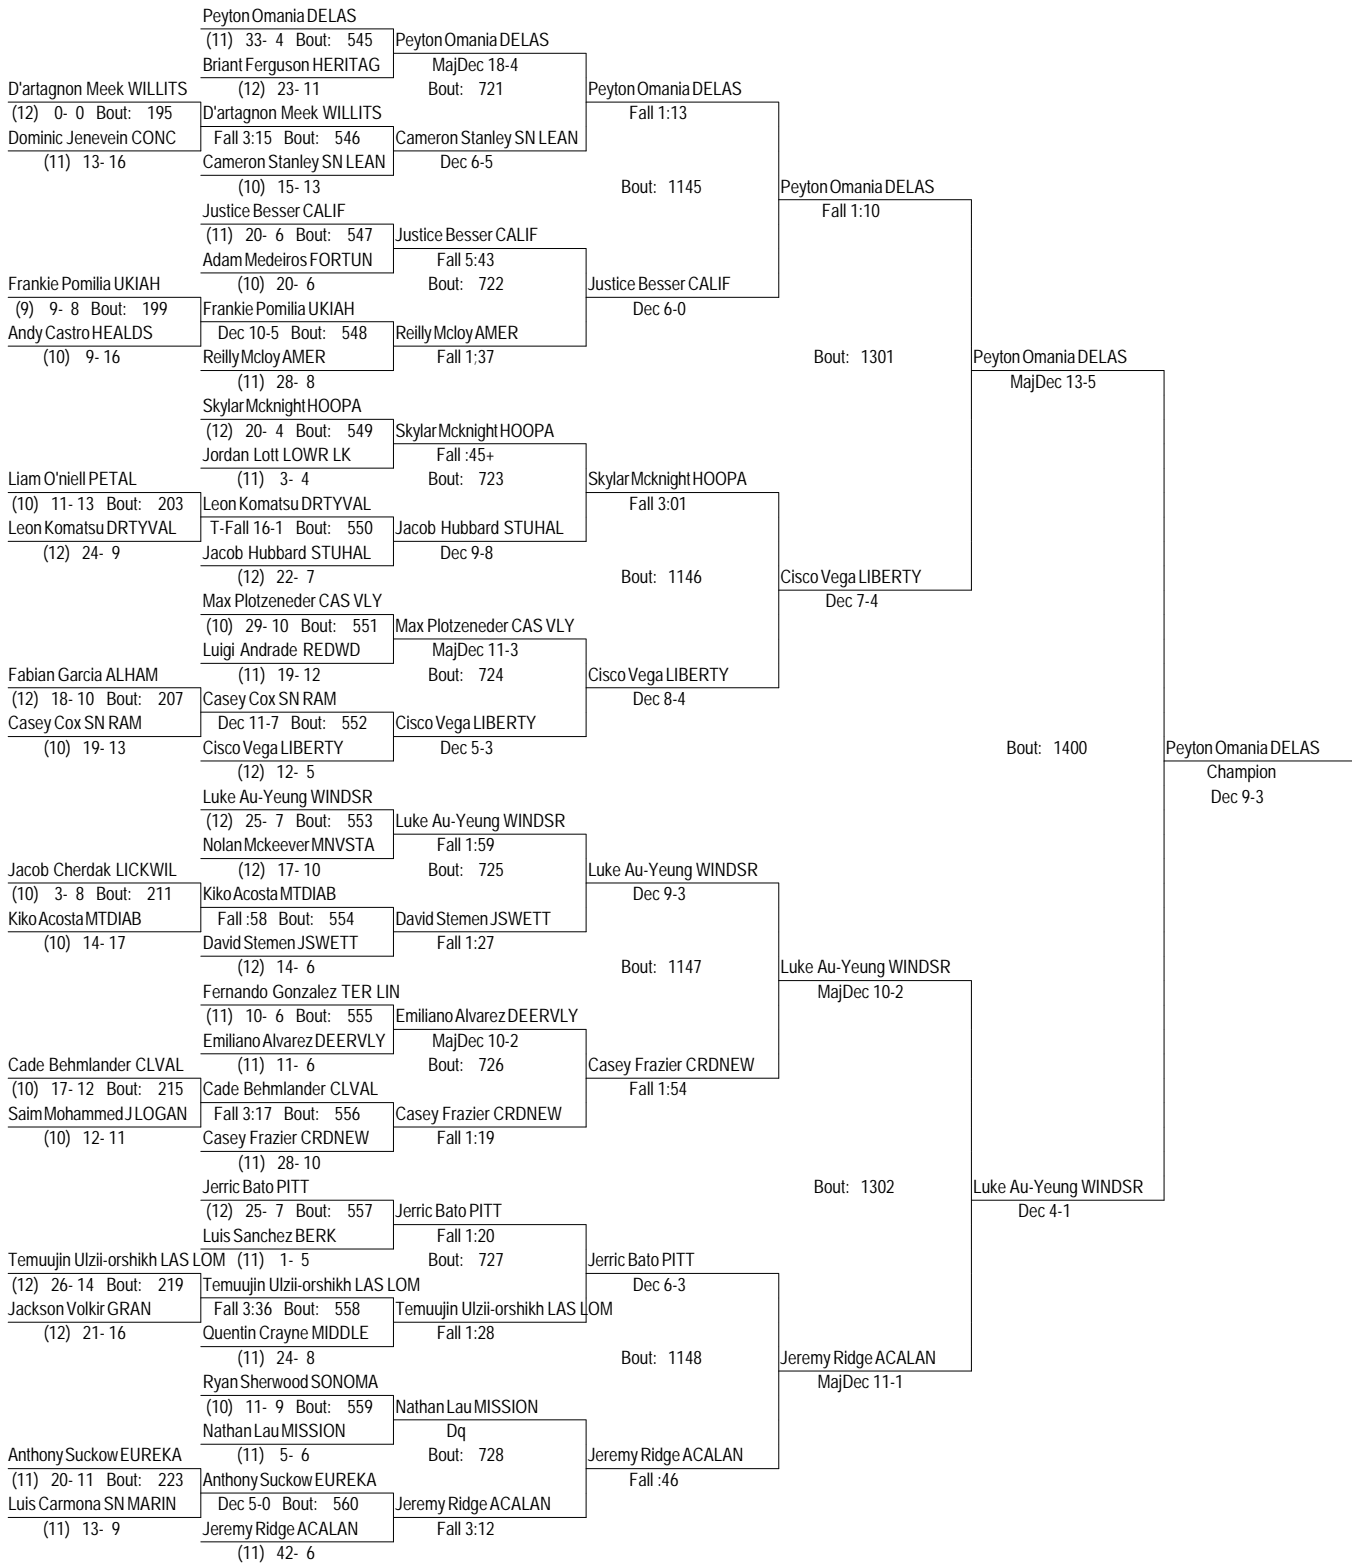 Peyton Omania DELAS
(11) 33- 4 Bout: 545 Peyton Omania DELAS
Briant Ferguson HERITAG MajDec 18-4
(12) 23- 11 Bout: 721
D'artagnon Meek WILLITS Peyton Omania DELAS
(12) 0- 0 Bout: 195 D'artagnon Meek WILLITS Fall 1:13
Dominic Jenevein CONC Fall 3:15 Bout: 546 Cameron Stanley SN LEAN
(11) 13- 16 Cameron Stanley SN LEAN Dec 6-5
(10) 15- 13 Bout: 1145 Peyton Omania DELAS
Justice Besser CALIF Fall 1:10
(11) 20- 6 Bout: 547 Justice Besser CALIF
Adam Medeiros FORTUN Fall 5:43
Frankie Pomilia UKIAH (10) 20- 6 Bout: 722 Justice Besser CALIF
(9) 9- 8 Bout: 199 Frankie Pomilia UKIAH Dec 6-0
Andy Castro HEALDS Dec 10-5 Bout: 548 Reilly Mcloy AMER
(10) 9- 16 Reilly Mcloy AMER Fall 1;37 Bout: 1301 Peyton Omania DELAS
(11) 28- 8 MajDec 13-5
Skylar Mcknight HOOPA
(12) 20- 4 Bout: 549 Skylar Mcknight HOOPA
Jordan Lott LOWR LK Fall :45+
Liam O'niell PETAL (11) 3- 4 Bout: 723 Skylar Mcknight HOOPA
(10) 11- 13 Bout: 203 Leon Komatsu DRTYVAL Fall 3:01
Leon Komatsu DRTYVAL T-Fall 16-1 Bout: 550 Jacob Hubbard STUHAL
(12) 24- 9 Jacob Hubbard STUHAL Dec 9-8
(12) 22- 7 Bout: 1146 Cisco Vega LIBERTY
Max Plotzeneder CAS VLY Dec 7-4
(10) 29- 10 Bout: 551 Max Plotzeneder CAS VLY
Luigi Andrade REDWD MajDec 11-3
Fabian Garcia ALHAM (11) 19- 12 Bout: 724 Cisco Vega LIBERTY
(12) 18- 10 Bout: 207 Casey Cox SN RAM Dec 8-4
Casey Cox SN RAM Dec 11-7 Bout: 552 Cisco Vega LIBERTY
(10) 19- 13 Cisco Vega LIBERTY Dec 5-3 Bout: 1400 Peyton Omania DELAS
(12) 12- 5 Champion
Luke Au-Yeung WINDSR Dec 9-3
(12) 25- 7 Bout: 553 Luke Au-Yeung WINDSR
Nolan Mckeever MNVSTA Fall 1:59
Jacob Cherdak LICKWIL (12) 17- 10 Bout: 725 Luke Au-Yeung WINDSR
(10) 3- 8 Bout: 211 Kiko Acosta MTDIAB Dec 9-3
Kiko Acosta MTDIAB Fall :58 Bout: 554 David Stemen JSWETT
(10) 14- 17 David Stemen JSWETT Fall 1:27
(12) 14- 6 Bout: 1147 Luke Au-Yeung WINDSR
Fernando Gonzalez TER LIN MajDec 10-2
(11) 10- 6 Bout: 555 Emiliano Alvarez DEERVLY
Emiliano Alvarez DEERVLY MajDec 10-2
Cade Behmlander CLVAL (11) 11- 6 Bout: 726 Casey Frazier CRDNEW
(10) 17- 12 Bout: 215 Cade Behmlander CLVAL Fall 1:54
Saim Mohammed J LOGAN Fall 3:17 Bout: 556 Casey Frazier CRDNEW
(10) 12- 11 Casey Frazier CRDNEW Fall 1:19
(11) 28- 10
Jerric Bato PITT Bout: 1302 Luke Au-Yeung WINDSR
(12) 25- 7 Bout: 557 Jerric Bato PITT Dec 4-1
Luis Sanchez BERK Fall 1:20
Temuujin Ulzii-orshikh LAS LOM (11) 1- 5 Bout: 727 Jerric Bato PITT
(12) 26- 14 Bout: 219 Temuujin Ulzii-orshikh LAS LOM Dec 6-3
Jackson Volkir GRAN Fall 3:36 Bout: 558 Temuujin Ulzii-orshikh LAS LOM
(12) 21- 16 Quentin Crayne MIDDLE Fall 1:28
(11) 24- 8 Bout: 1148 Jeremy Ridge ACALAN
Ryan Sherwood SONOMA MajDec 11-1
(10) 11- 9 Bout: 559 Nathan Lau MISSION
Nathan Lau MISSION Dq
Anthony Suckow EUREKA (11) 5- 6 Bout: 728 Jeremy Ridge ACALAN
(11) 20- 11 Bout: 223 Anthony Suckow EUREKA Fall :46
Luis Carmona SN MARIN Dec 5-0 Bout: 560 Jeremy Ridge ACALAN
(11) 13- 9 Jeremy Ridge ACALAN Fall 3:12
(11) 42- 6